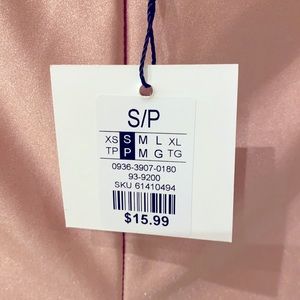 S/P
XS S M L XL
TP P M G TG
0936-3907-0180
93-9200
SKU 61410494
$15.99